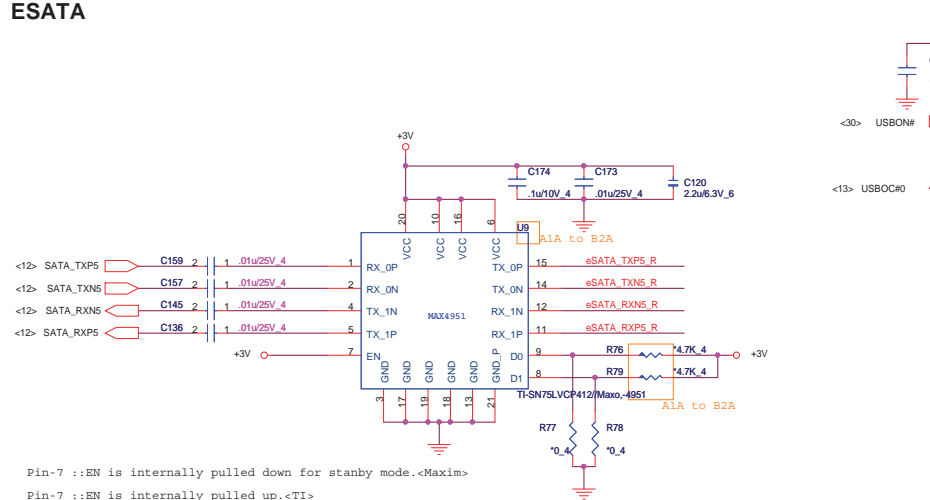 ESATA
<30> USBON#
+3V
C174
C173
C120
.1u/10V_4
.01u/25V_4
2.2u/6.3V_6
<13> USBOC#0
20
10
16
6
U9
A1A to B2A
VCC
VCC
VCC
VCC
<12> SATA_TXP5
C159
2
1
.01u/25V_4
1
RX_0P
TX_0P
15
eSATA_TXP5_R
<12> SATA_TXN5
C157
2
1
.01u/25V_4
2
RX_0N
TX_0N
14
eSATA_TXN5_R
<12> SATA_RXN5
C145
2
1
.01u/25V_4
4
TX_1N
RX_1N
12
eSATA_RXN5_R
MAX4951
<12> SATA_RXP5
C136
2
1
.01u/25V_4
5
TX_1P
RX_1P
11
eSATA_RXP5_R
+3V
7
EN
D0
9
R76
*4.7K_4
+3V
D1
8
R79
*4.7K_4
GND
GND
GND
GND
GND
GND_P
3
17
19
18
13
21
TI-SN75LVCP412//Maxo,-4951
A1A to B2A
R77
R78
*0_4
*0_4
Pin-7 ::EN is internally pulled down for stanby mode.<Maxim>
Pin-7 ::EN is internally pulled up.<TI>